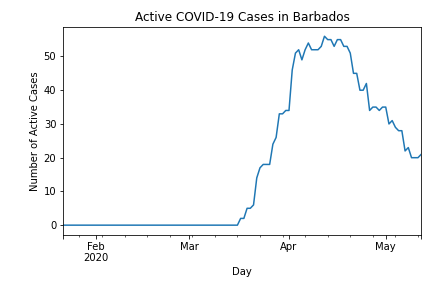 Active COVID-19 Cases in Barbados
Number of Active Cases
50
40
30
20
10
0
Feb Mar Apr May
2020
Day